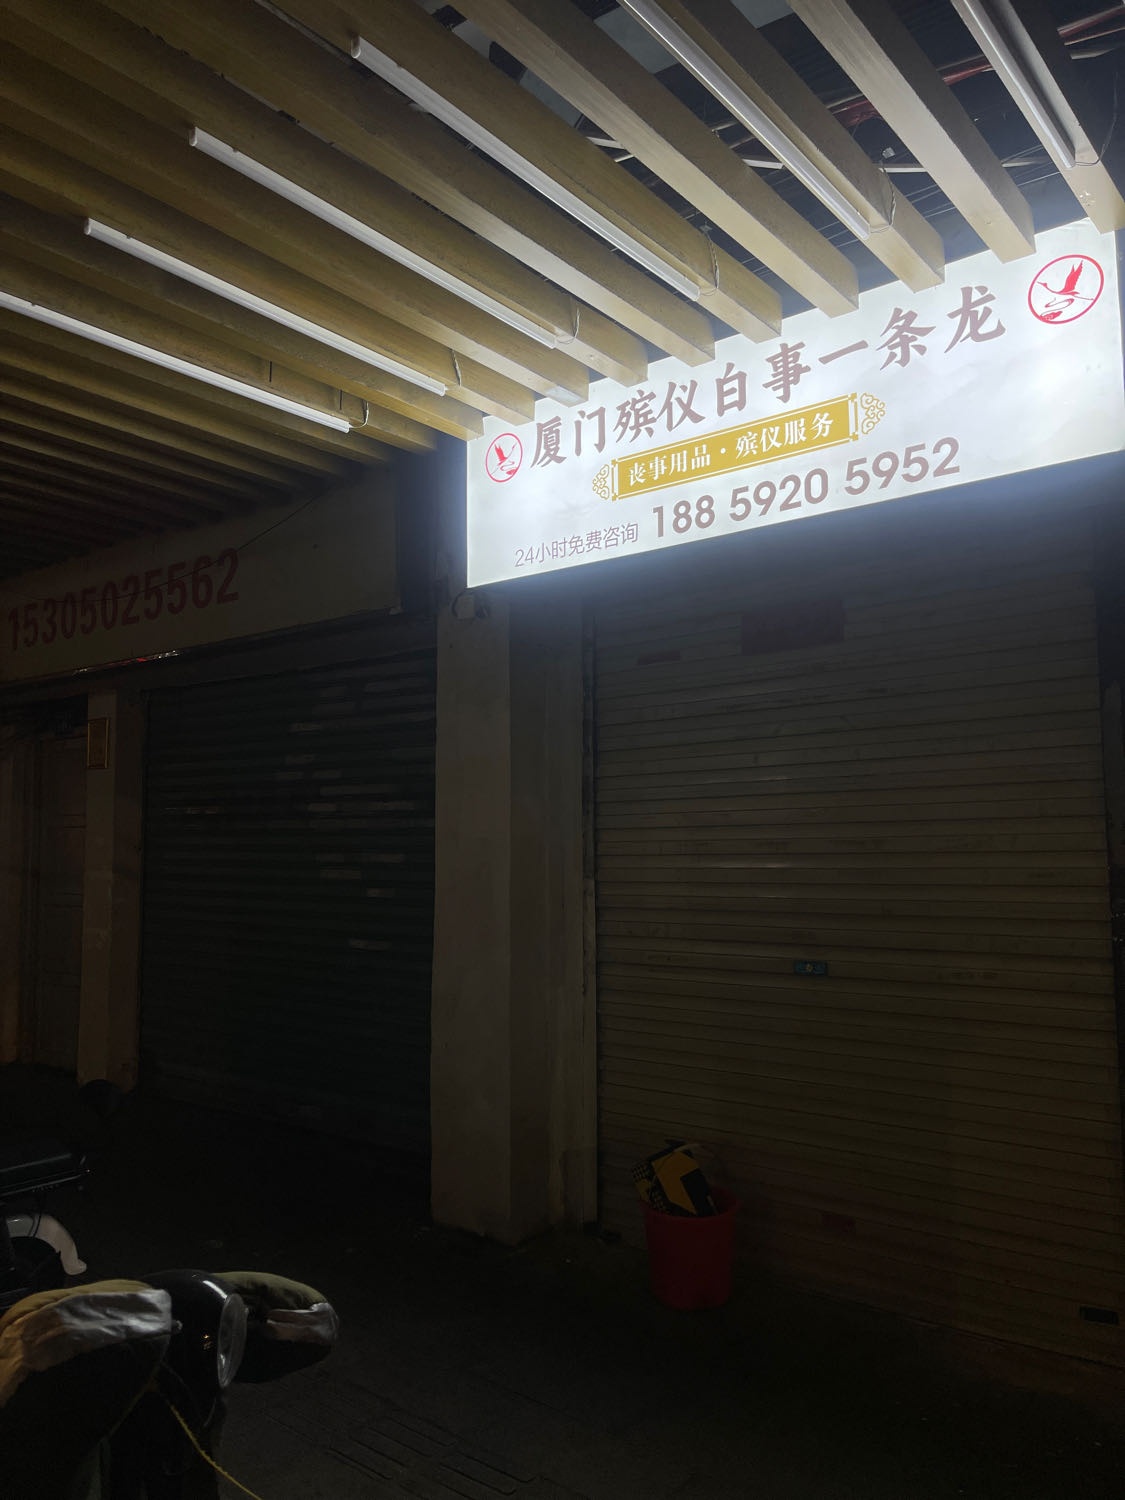 厦门殡仪白事一条龙
丧事用品·殡仪服务
24小时免费咨询 188 5920 5952
15305025562